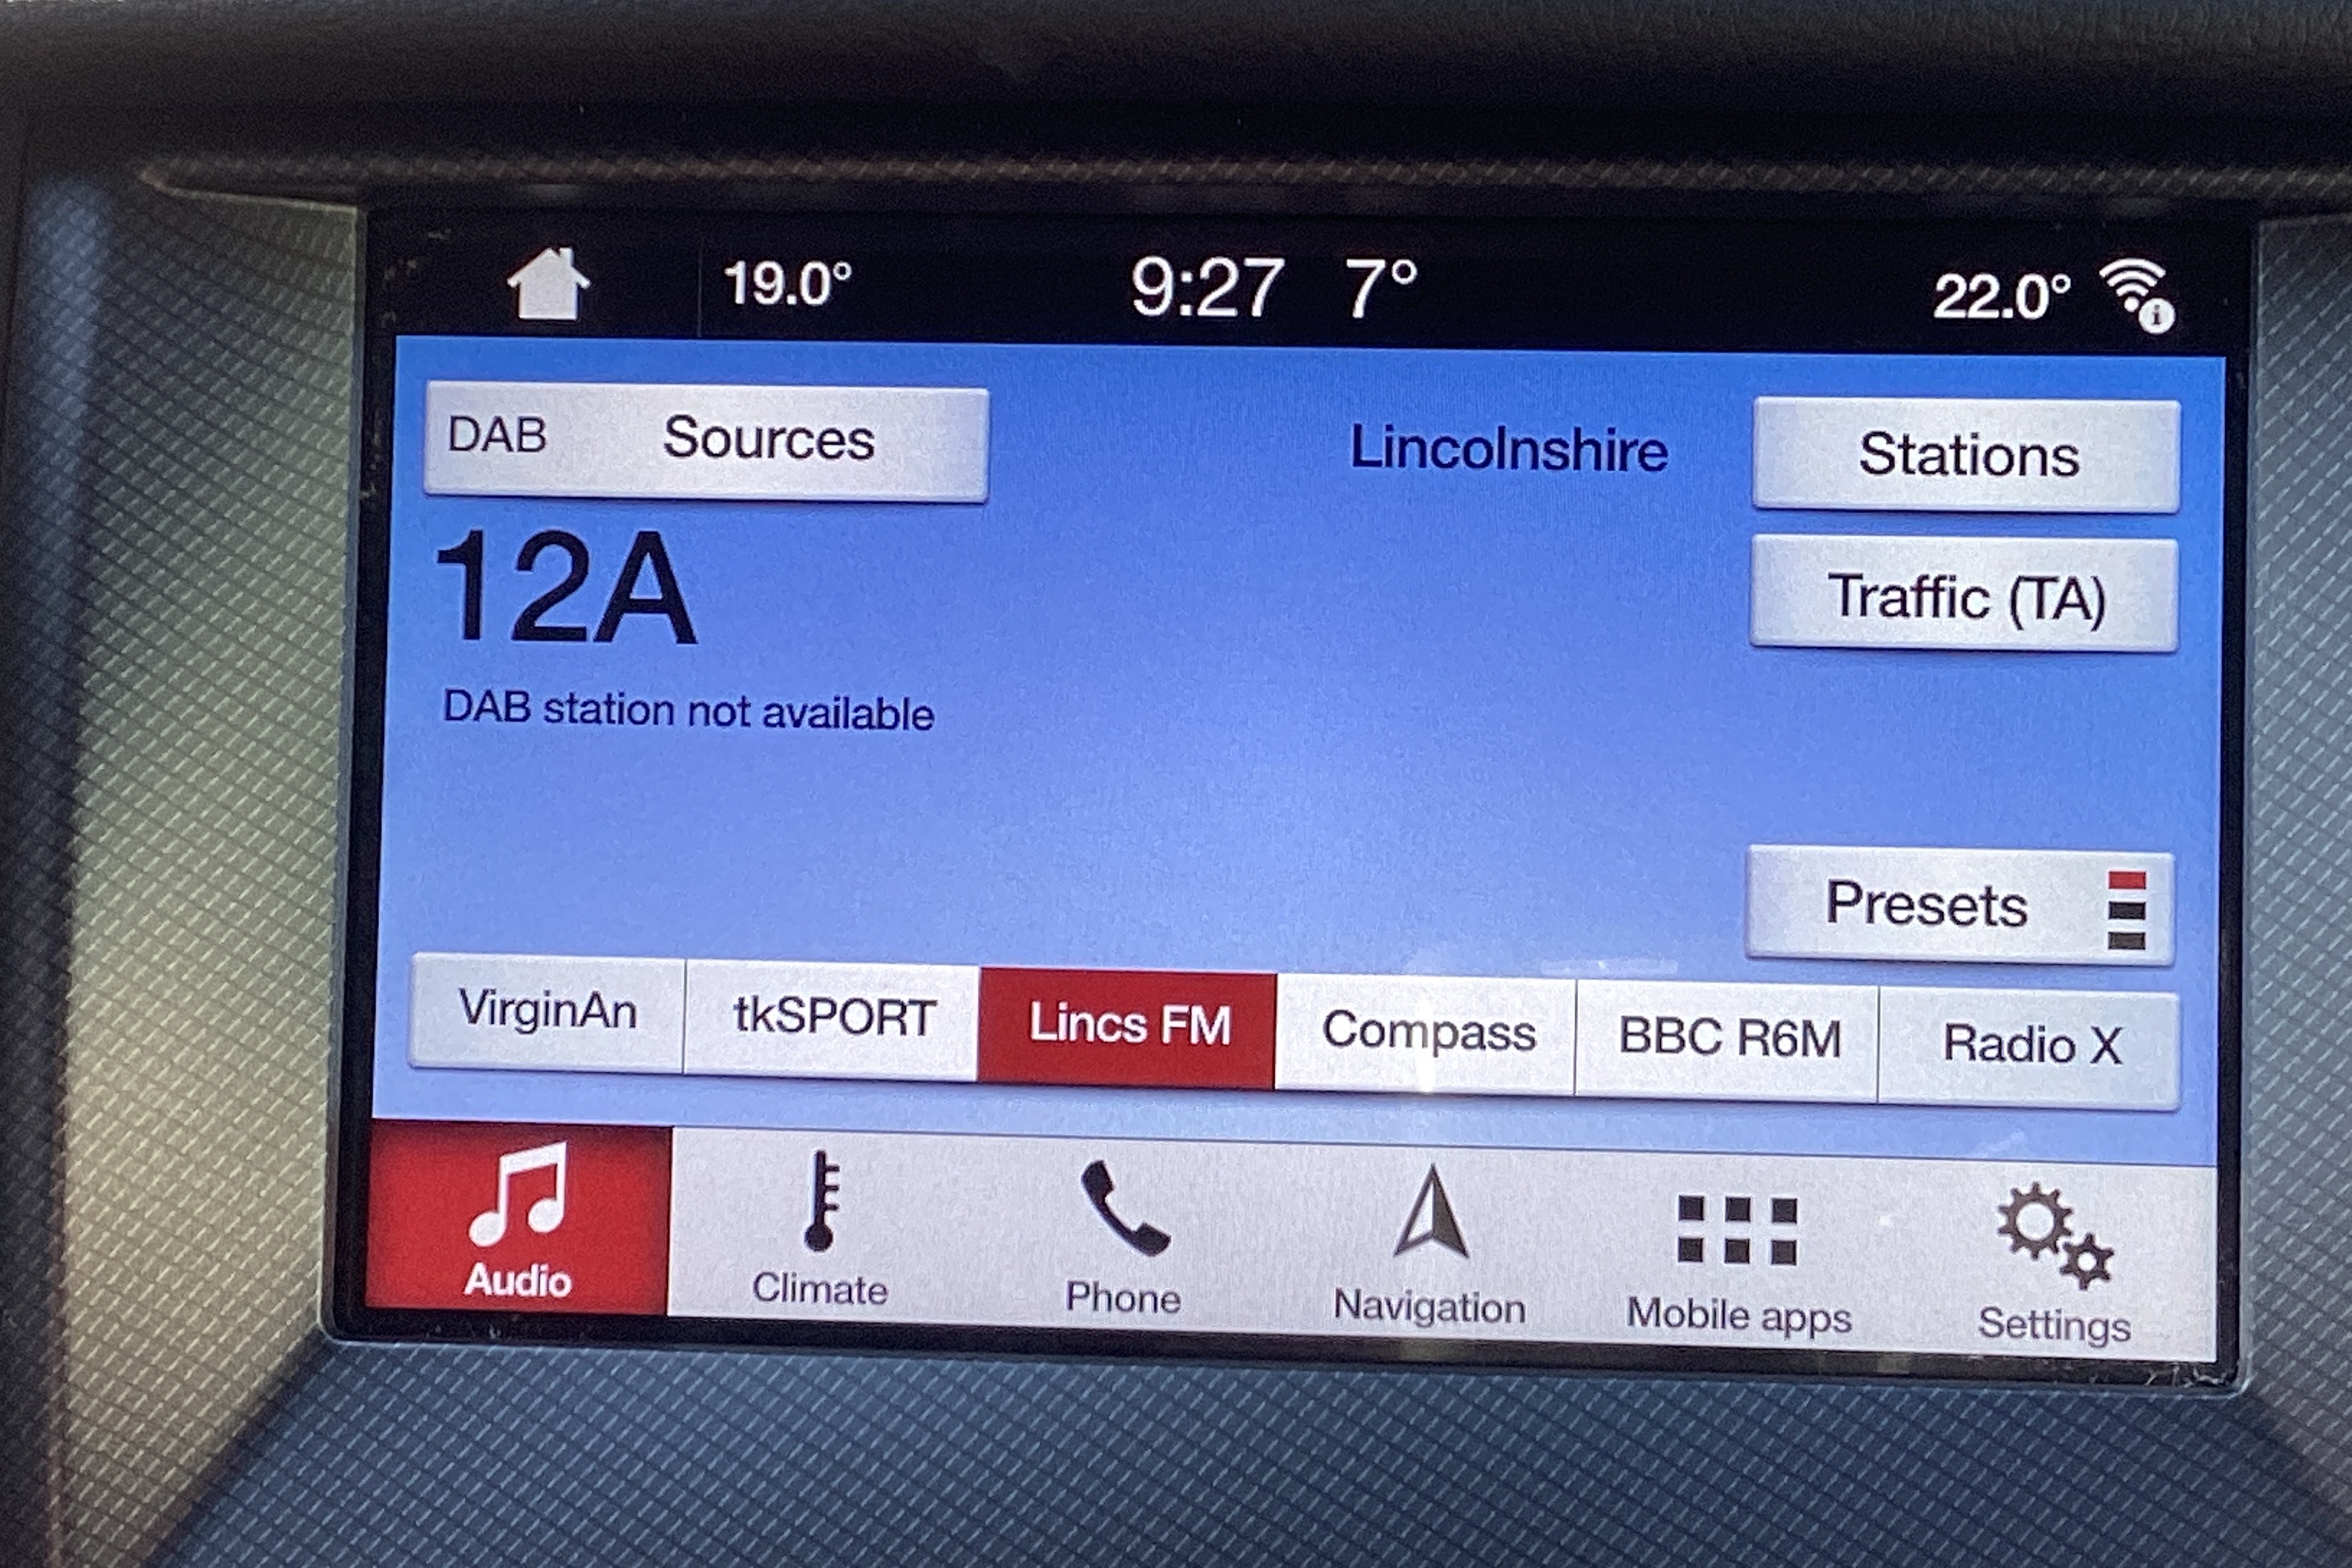 19.0° 9:27 7° 22.0°
DAB Sources Lincolnshire Stations
12A Traffic (TA)
DAB station not available
Presets
VirginAn tkSPORT Lincs FM Compass BBC R6M Radio X
Audio Climate Phone Navigation Mobile apps Settings